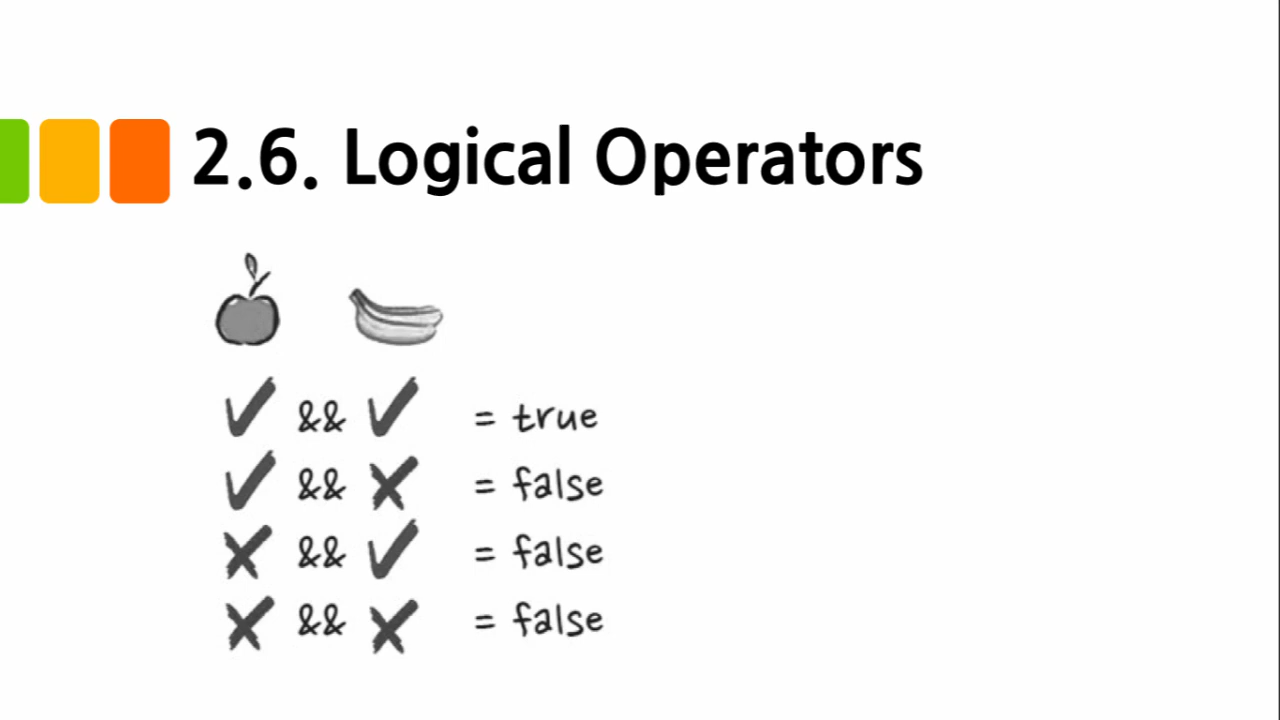 2.6. Logical Operators
&& = true
&& = false
&& = false
&& = false